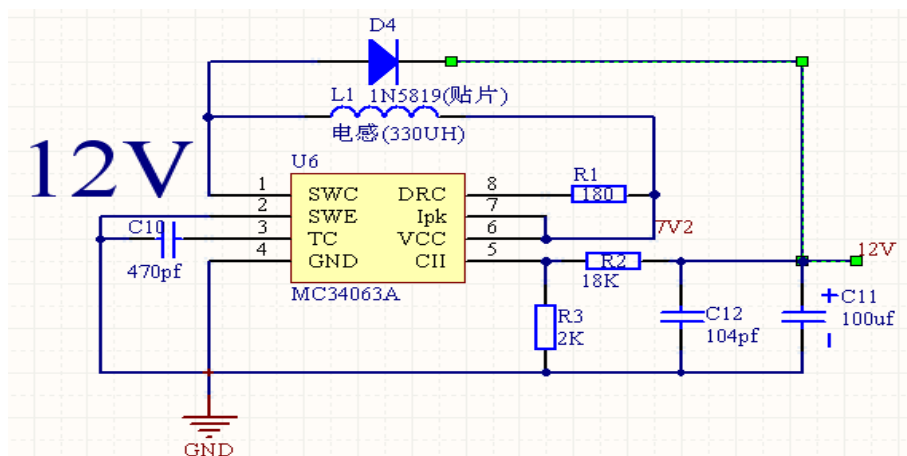 D4
L1 1N5819(贴片)
电感(330UH)
12V
U6
1 SWC DRC 8 R1
180
2 SWE Ipk 7
C10 3 TC VCC 6 7V2
470pf 4 GND CII 5 R2 12V
18K
MC34063A
R3
2K
C12
104pf
+C11
100uf
GND